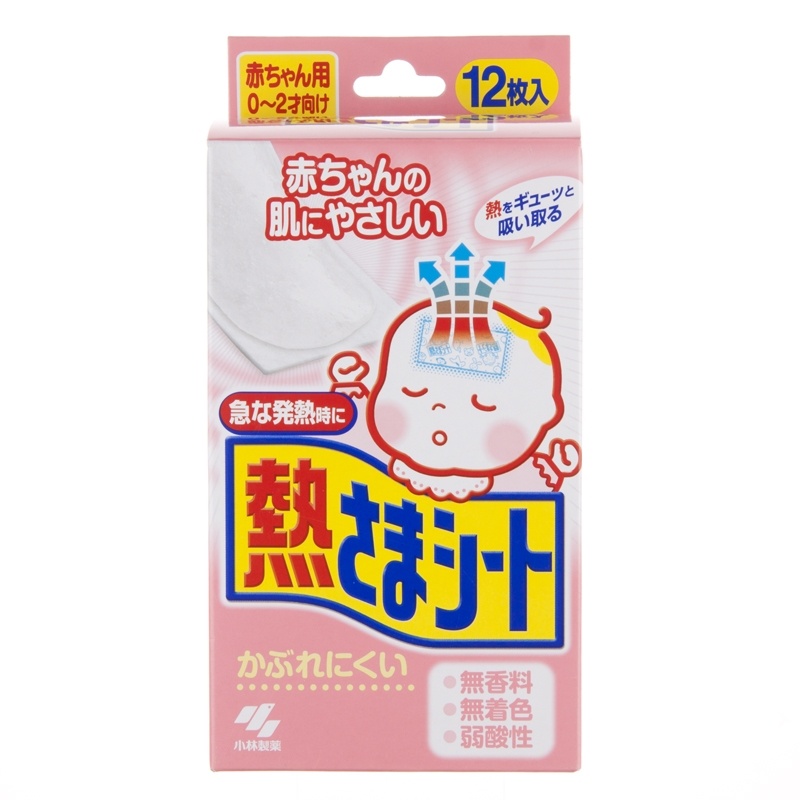 赤ちゃん用
0～2才向け
12枚入
赤ちゃんの
肌にやさしい
熱をギューッと
吸い取る
急な発熱時に
熱さまシート
かぶれにくい
無香料
無着色
弱酸性
小林製薬